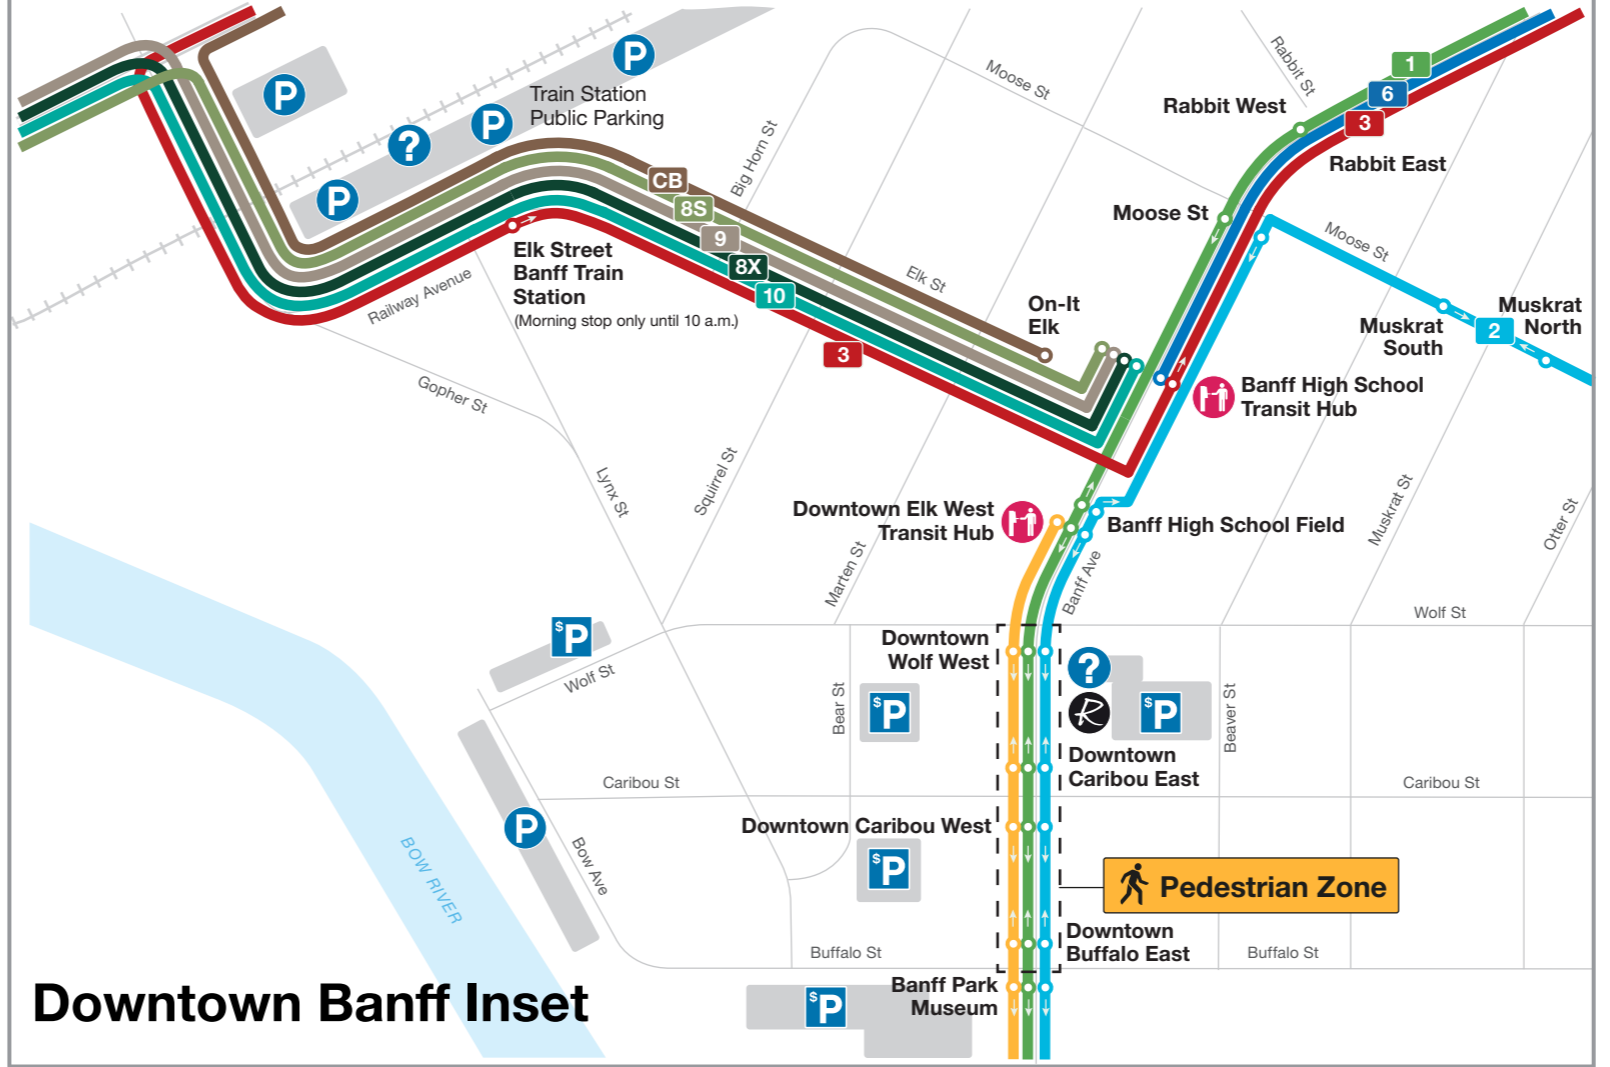 P
P
Train Station
Public Parking
P
?
P
Big Horn St
Moose St
Rabbit St
Rabbit West
1
6
3
Rabbit East
CB
8S
9
8X
10
3
Moose St
Moose St
Elk Street
Banff Train
Station
(Morning stop only until 10 a.m.)
Railway Avenue
Elk St
On-It
Elk
Muskrat
North
2
Muskrat
South
Banff High School
Transit Hub
Gopher St
Lynx St
Squirrel St
Downtown Elk West
Transit Hub
Banff High School Field
Muskrat St
Otter St
Marten St
Banff Ave
Wolf St
$P
Wolf St
Downtown
Wolf West
?
R
Bear St
$P
$P
Beaver St
Downtown
Caribou East
Caribou St
Caribou St
P
Downtown Caribou West
Bow Ave
BOW RIVER
$P
Pedestrian Zone
Downtown
Buffalo East
Buffalo St
Buffalo St
Banff Park
Museum
$P
Downtown Banff Inset